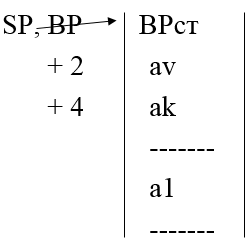 SP, BP BPст
+ 2 av
+ 4 ak
-------
a1
-------